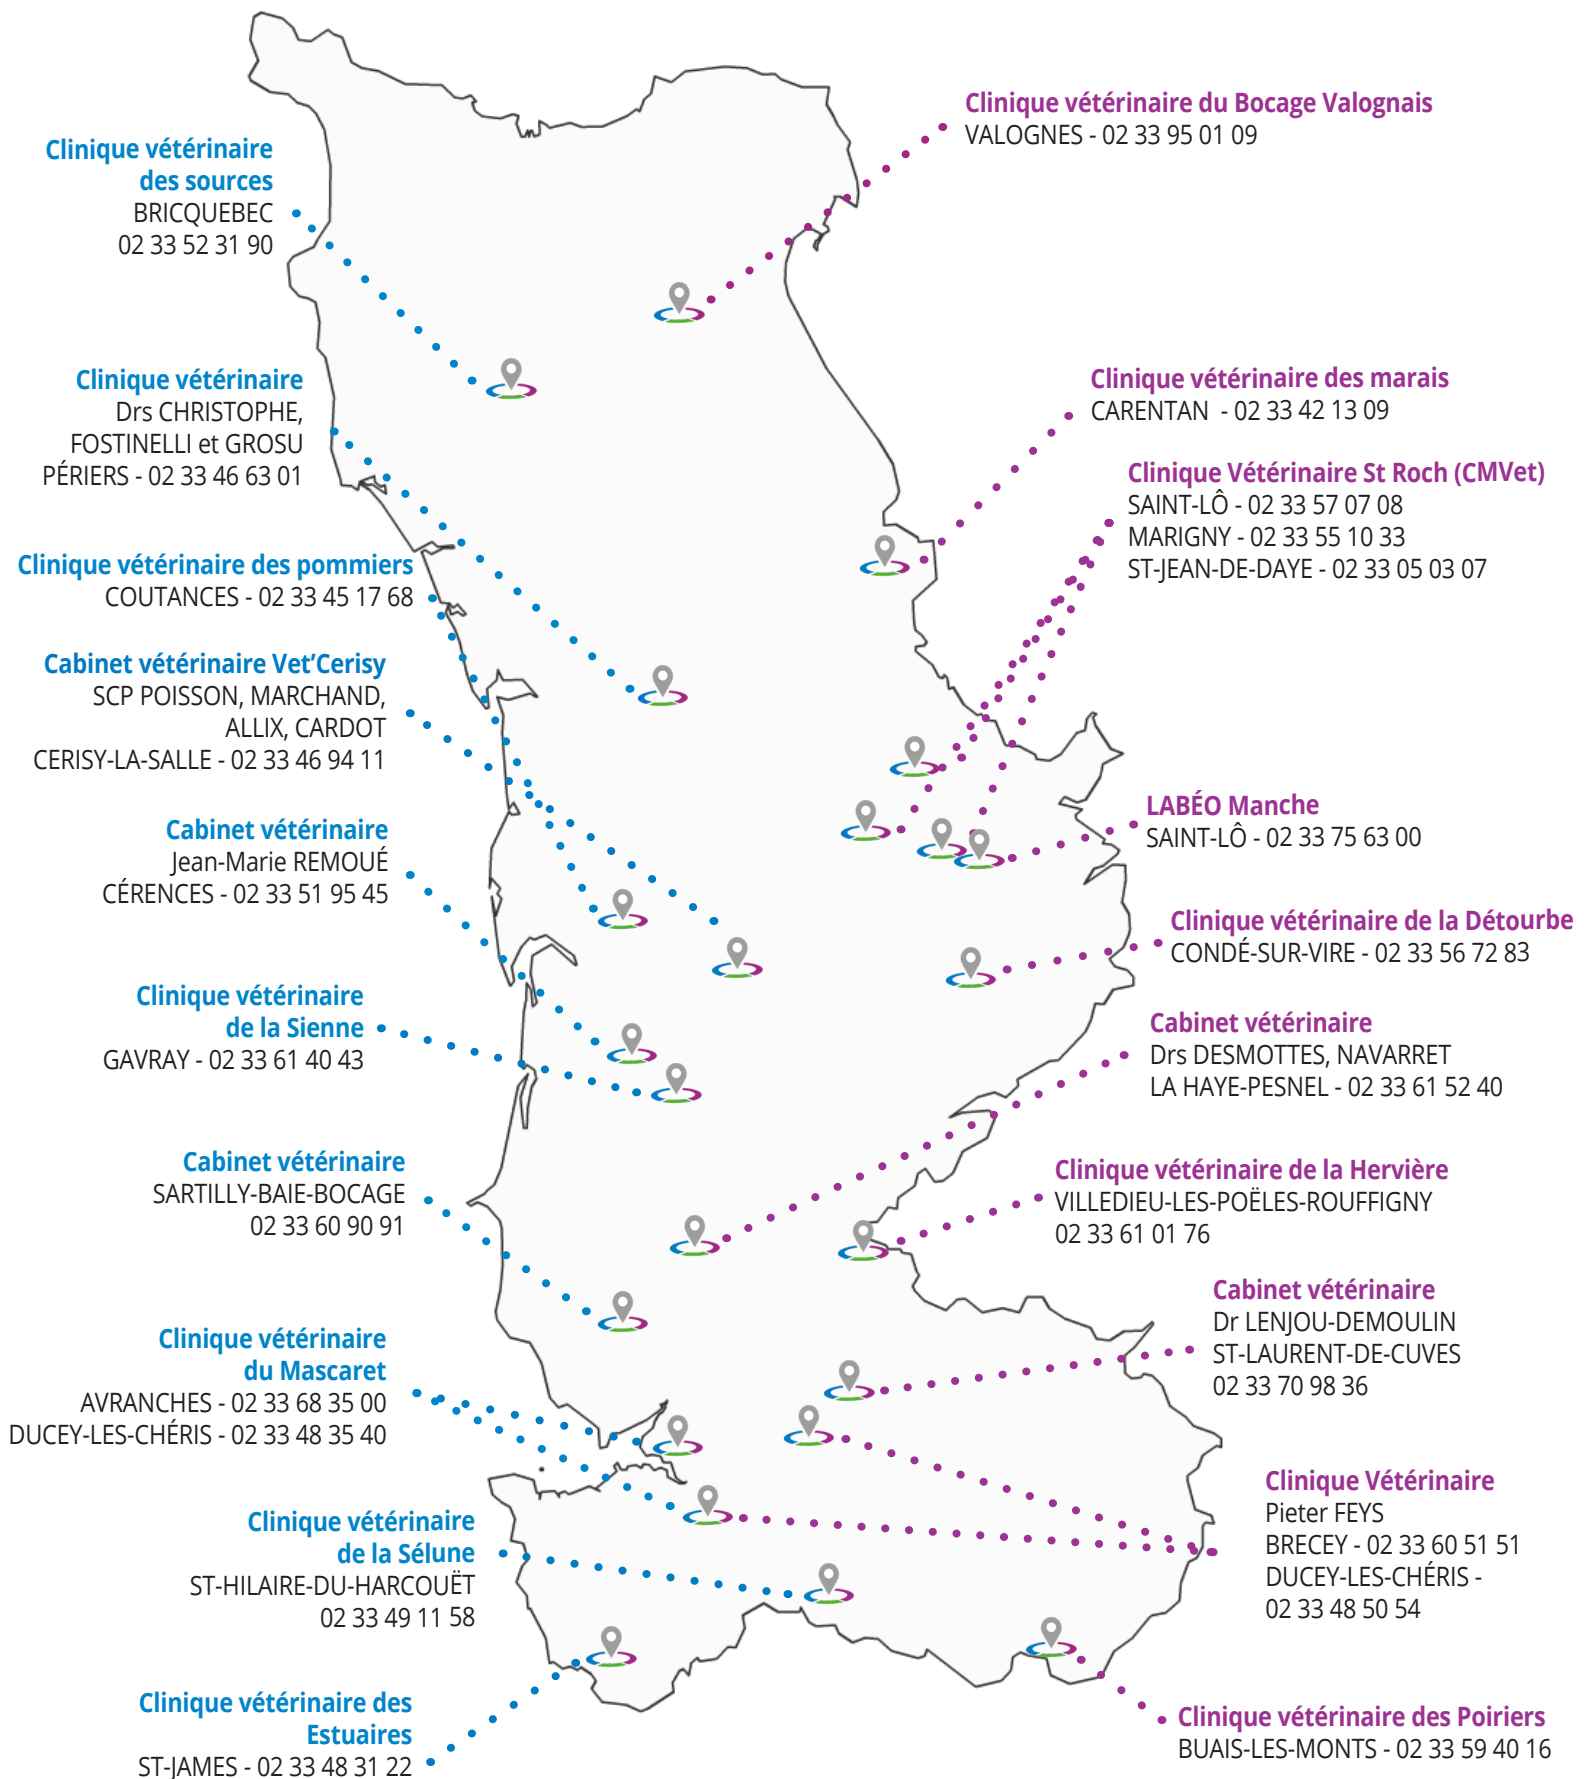 Clinique vétérinaire
des sources
BRICQUEBEC
02 33 52 31 90
Clinique vétérinaire
Drs CHRISTOPHE,
FOSTINELLI et GROSU
PÉRIERS - 02 33 46 63 01
Clinique vétérinaire des pommiers
COUTANCES - 02 33 45 17 68
Cabinet vétérinaire Vet’Cerisy
SCP POISSON, MARCHAND,
ALLIX, CARDOT
CERISY-LA-SALLE - 02 33 46 94 11
Cabinet vétérinaire
Jean-Marie REMOUÉ
CÉRENCES - 02 33 51 95 45
Clinique vétérinaire
de la Sienne
GAVRAY - 02 33 61 40 43
Cabinet vétérinaire
SARTILLY-BAIE-BOCAGE
02 33 60 90 91
Clinique vétérinaire
du Mascaret
AVRANCHES - 02 33 68 35 00
DUCEY-LES-CHÉRIS - 02 33 48 35 40
Clinique vétérinaire
de la Sélune
ST-HILAIRE-DU-HARCOUËT
02 33 49 11 58
Clinique vétérinaire des
Estuaires
ST-JAMES - 02 33 48 31 22
Clinique vétérinaire du Bocage Valognais
VALOGNES - 02 33 95 01 09
Clinique vétérinaire des marais
CARENTAN - 02 33 42 13 09
Clinique Vétérinaire St Roch (CMVet)
SAINT-LÔ - 02 33 57 07 08
MARIGNY - 02 33 55 10 33
ST-JEAN-DE-DAYE - 02 33 05 03 07
LABÉO Manche
SAINT-LÔ - 02 33 75 63 00
Clinique vétérinaire de la Détourbe
CONDÉ-SUR-VIRE - 02 33 56 72 83
Cabinet vétérinaire
Drs DESMOTTES, NAVARRET
LA HAYE-PESNEL - 02 33 61 52 40
Clinique vétérinaire de la Hervière
VILLEDIEU-LES-POËLES-ROUFFIGNY
02 33 61 01 76
Cabinet vétérinaire
Dr LENJOU-DEMOULIN
ST-LAURENT-DE-CUVES
02 33 70 98 36
Clinique Vétérinaire
Pieter FEYS
BRECEY - 02 33 60 51 51
DUCEY-LES-CHÉRIS -
02 33 48 50 54
Clinique vétérinaire des Poiriers
BUAIS-LES-MONTS - 02 33 59 40 16